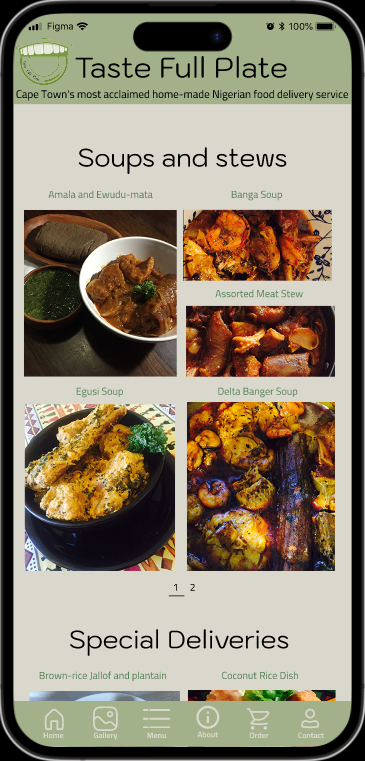 Figma
100%
Taste Full Plate
Cape Town's most acclaimed home-made Nigerian food delivery service
Soups and stews
Amala and Ewudu-mata
Banga Soup
Assorted Meat Stew
Egusi Soup
Delta Banger Soup
1 2
Special Deliveries
Brown-rice Jallof and plantain
Coconut Rice Dish
Home
Gallery
Menu
About
Order
Contact